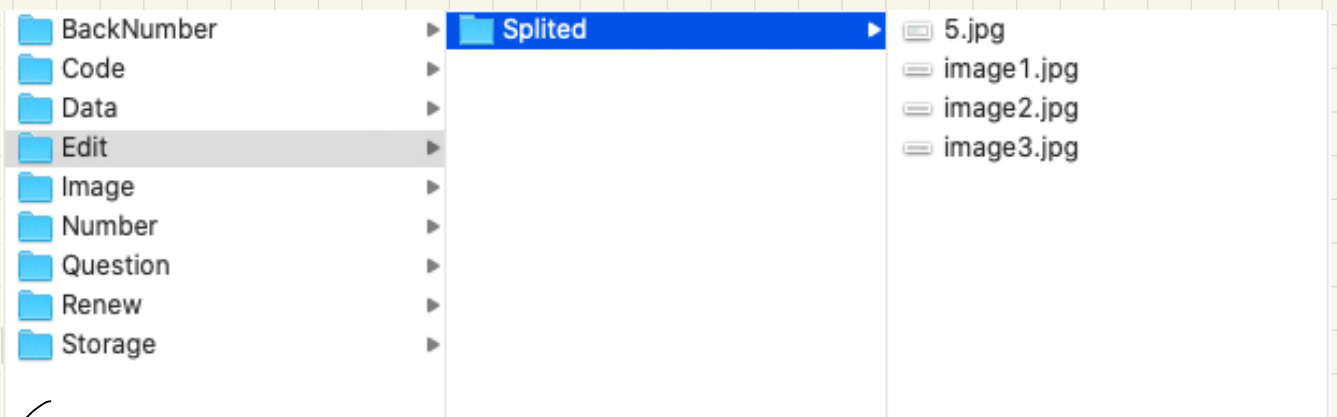 BackNumber
Code
Data
Edit
Image
Number
Question
Renew
Storage
Splited
5.jpg
image1.jpg
image2.jpg
image3.jpg